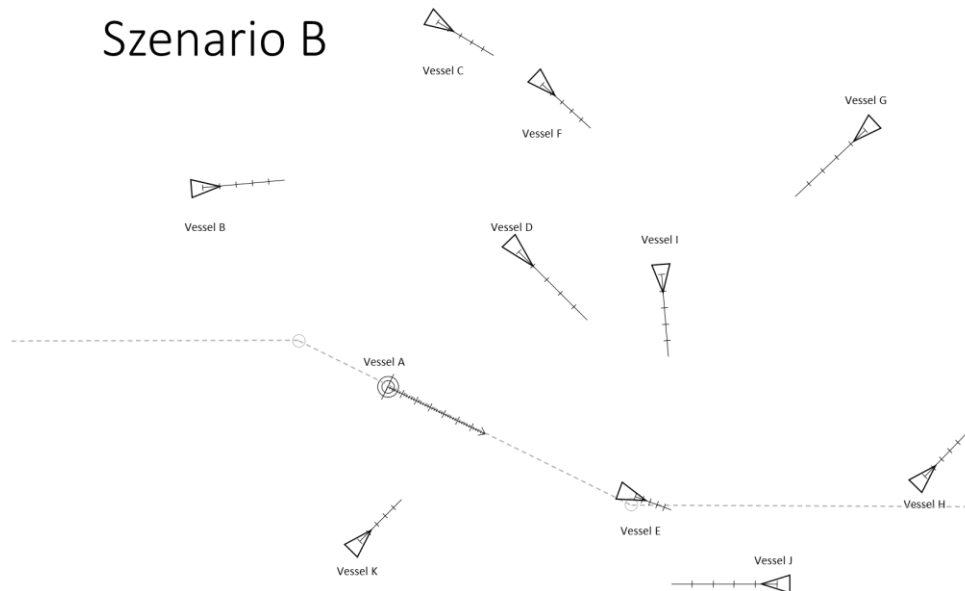 Szenario B
Vessel C
Vessel G
Vessel F
Vessel B
Vessel D
Vessel I
Vessel A
Vessel H
Vessel E
Vessel J
Vessel K